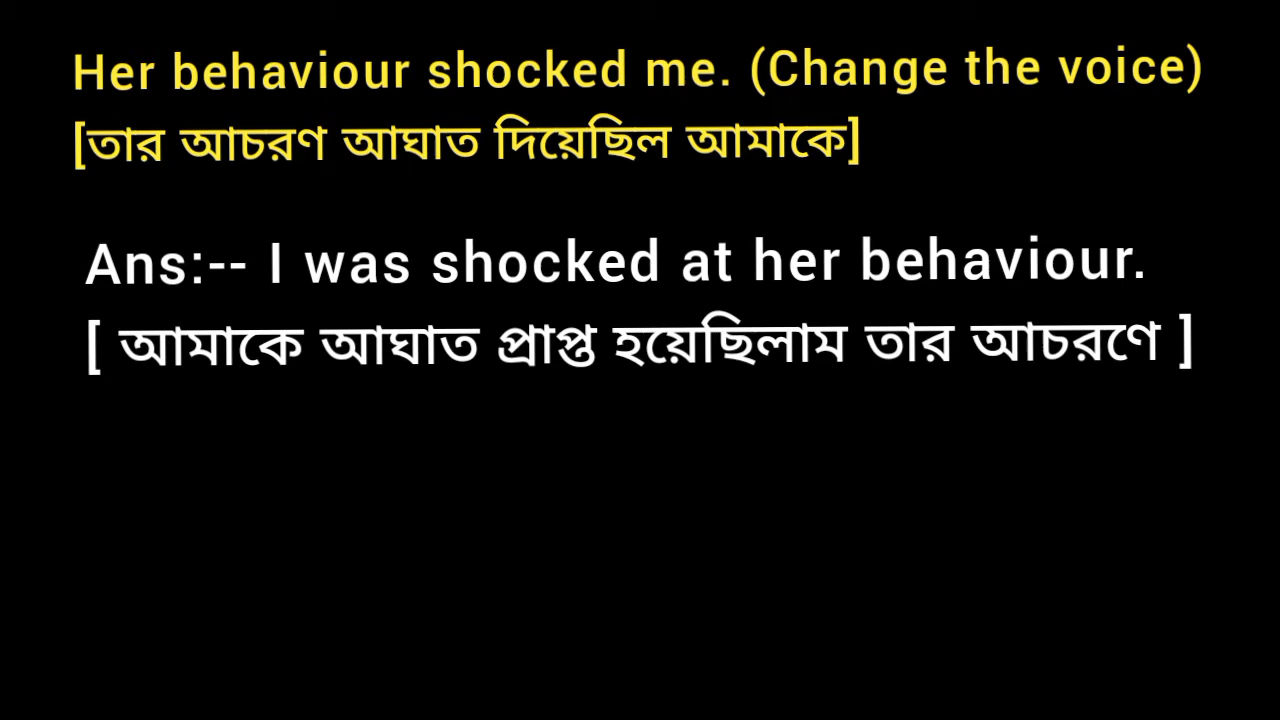 Her behaviour shocked me. (Change the voice)
[তার আচরণ আঘাত দিয়েছিল আমাকে]
Ans:-- I was shocked at her behaviour.
[ আমাকে আঘাত প্রাপ্ত হয়েছিলাম তার আচরণে ]